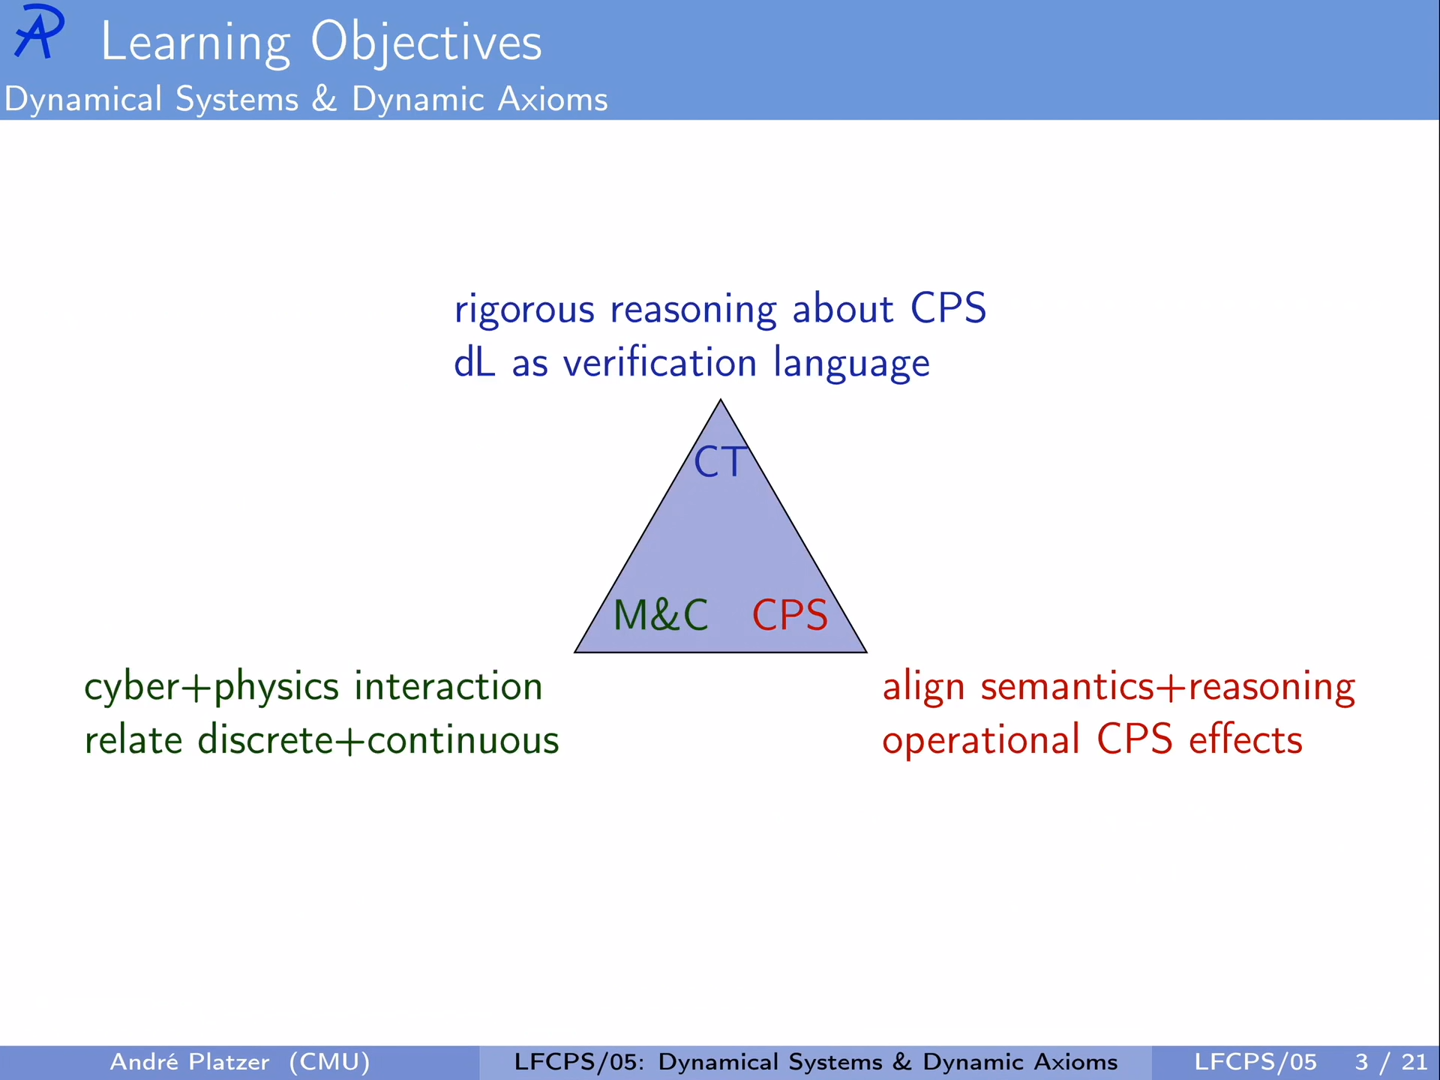 Learning Objectives
Dynamical Systems & Dynamic Axioms
rigorous reasoning about CPS
dL as verification language
CT
M&C CPS
cyber+physics interaction
relate discrete+continuous
align semantics+reasoning
operational CPS effects
André Platzer (CMU) LFCPS/05: Dynamical Systems & Dynamic Axioms LFCPS/05 3 / 21